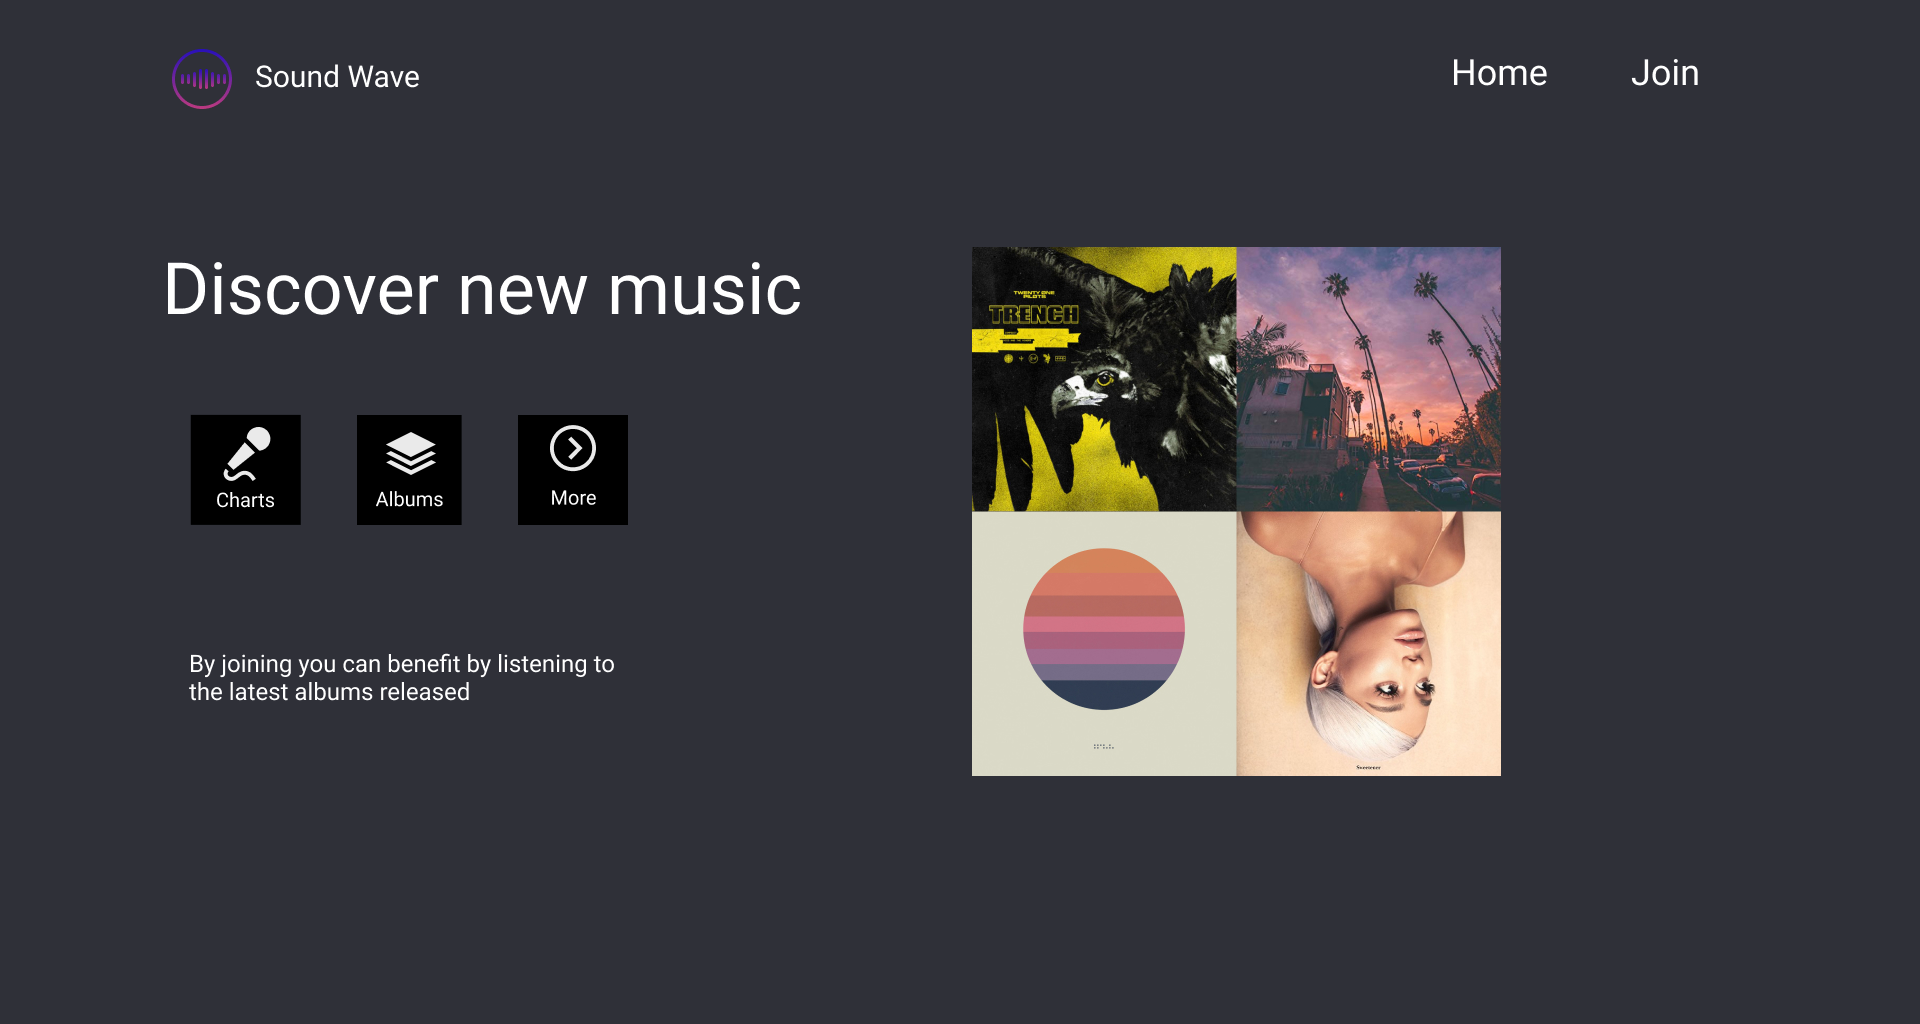 Sound Wave
Home
Join
Discover new music
TWENTY ONE
PILOTS
TRENCH
Charts
Albums
More
By joining you can benefit by listening to
the latest albums released
Sweetener